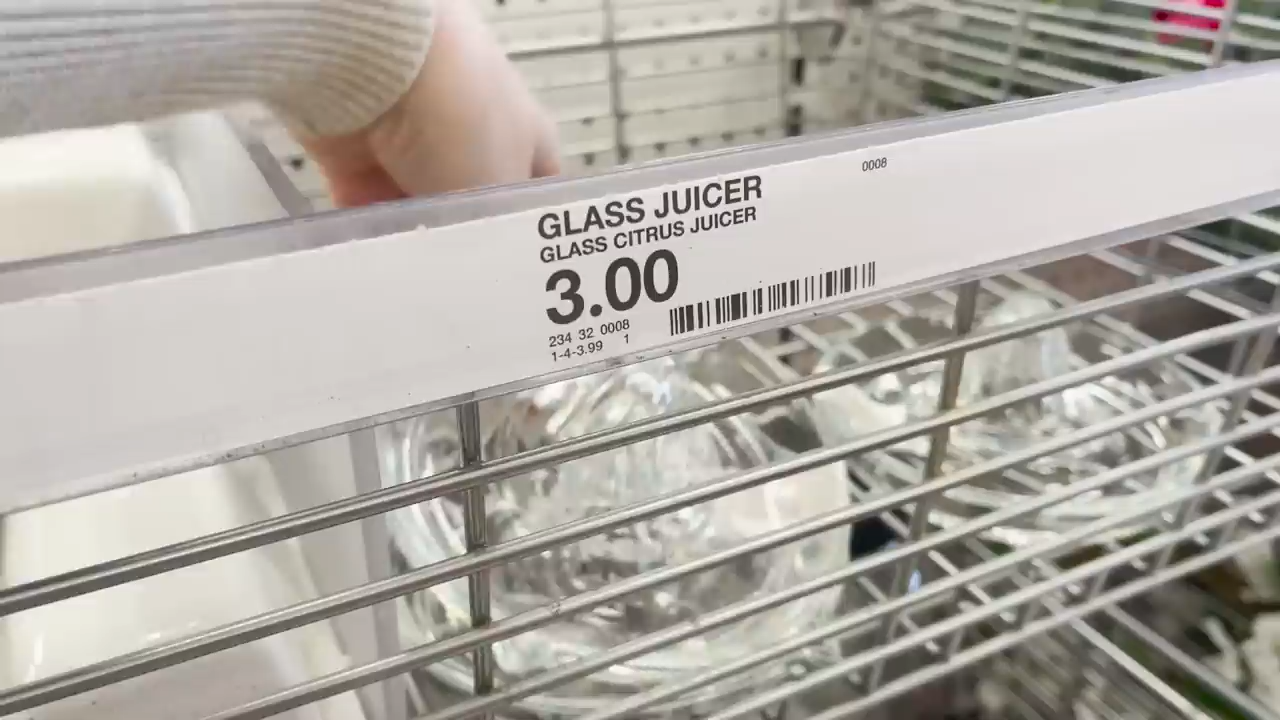 0008
GLASS JUICER
GLASS CITRUS JUICER
3.00
234 32 0008
1-4-3.99 1